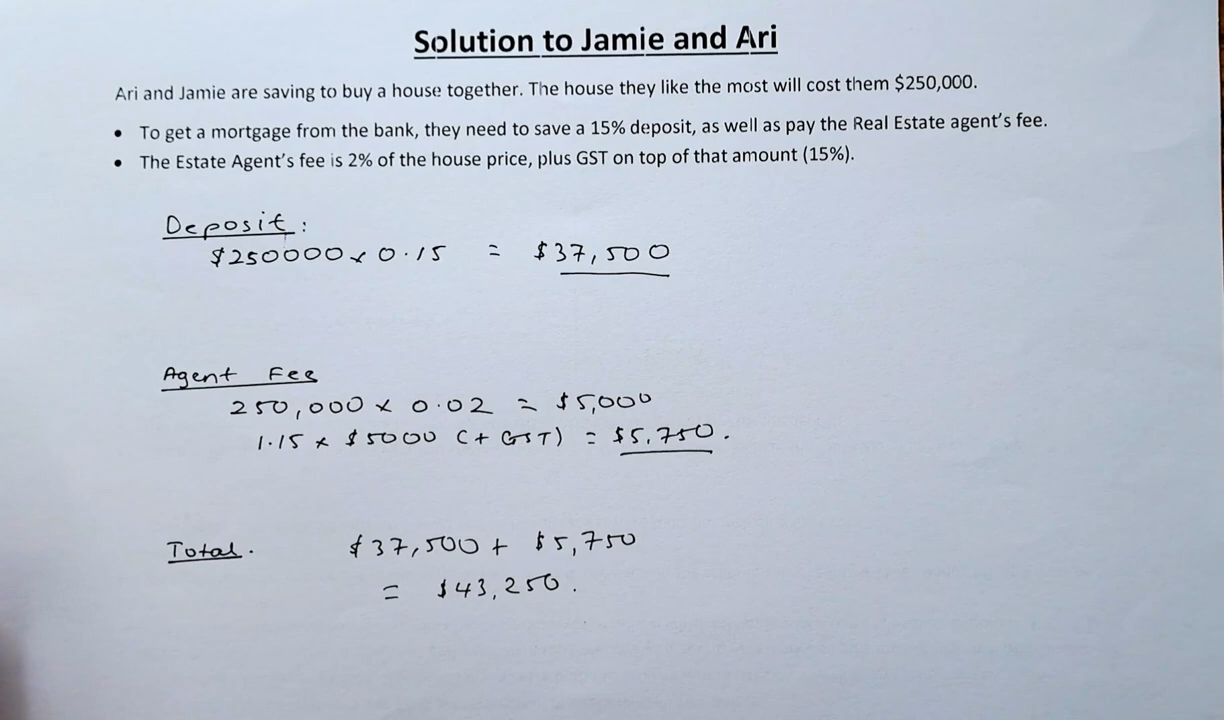 Solution to Jamie and Ari
Ari and Jamie are saving to buy a house together. The house they like the most will cost them $250,000.
• To get a mortgage from the bank, they need to save a 15% deposit, as well as pay the Real Estate agent's fee.
• The Estate Agent's fee is 2% of the house price, plus GST on top of that amount (15%).
Deposit:
$250000 x 0.15 = $37,500
Agent Fee
250,000 x 0.02 = $5,000
1.15 x $5000 (+ GST) = $5,750.
Total. $37,500 + $5,750
= $43,250.